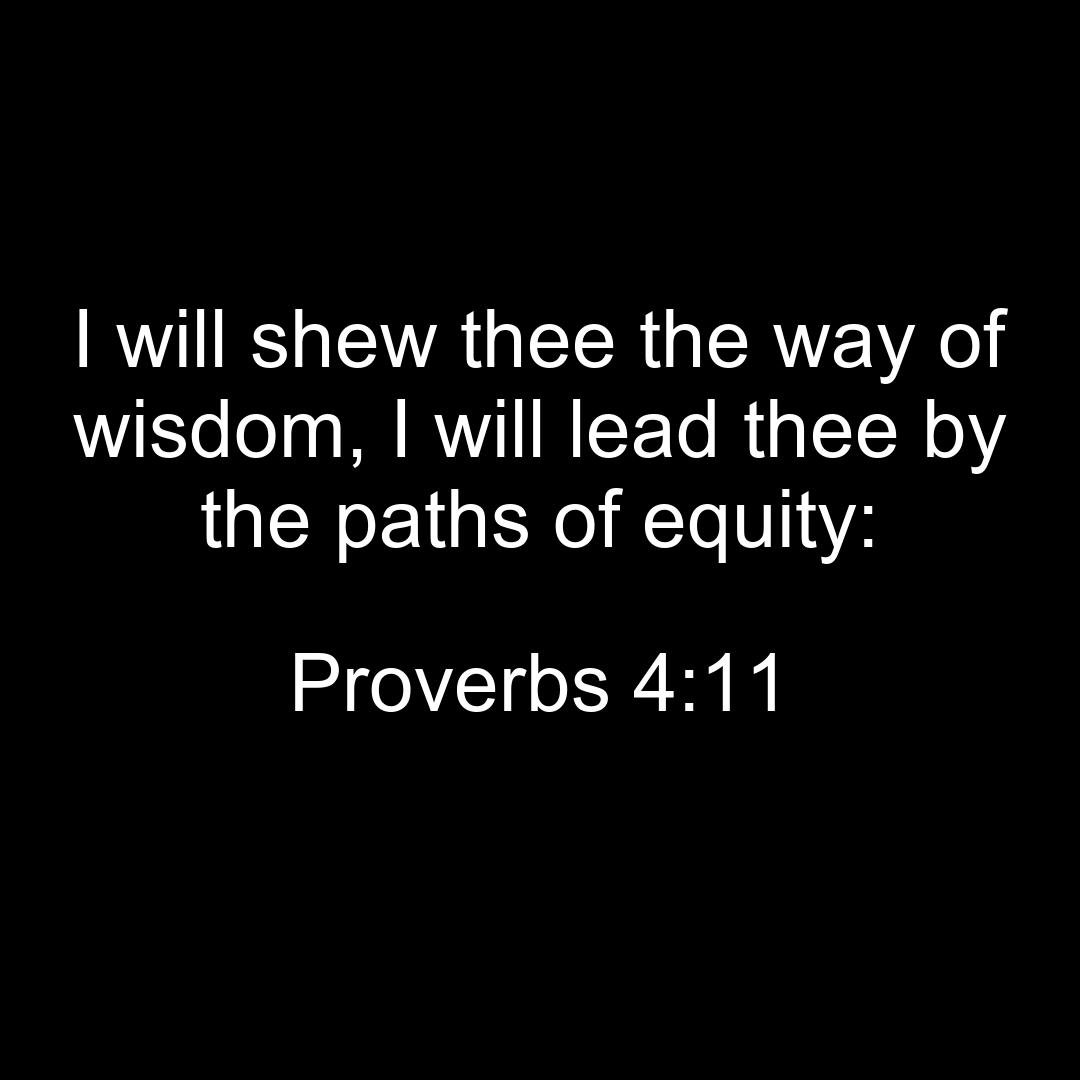 I will shew thee the way of
wisdom, I will lead thee by
the paths of equity:
Proverbs 4:11